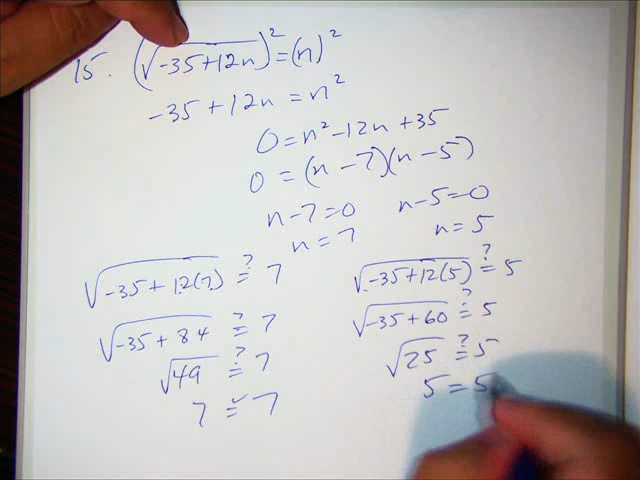 15. (√-35+12n)² = (n)²
-35 + 12n = n²
0 = n² - 12n + 35
0 = (n - 7)(n - 5)
n - 7 = 0 n - 5 = 0
n = 7 n = 5
√-35 + 12(7) ≟ 7 √-35 + 12(5) ≟ 5
√-35 + 84 ≟ 7 √-35 + 60 ≟ 5
√49 ≟ 7 √25 ≟ 5
7 =✓ 7 5 = 5